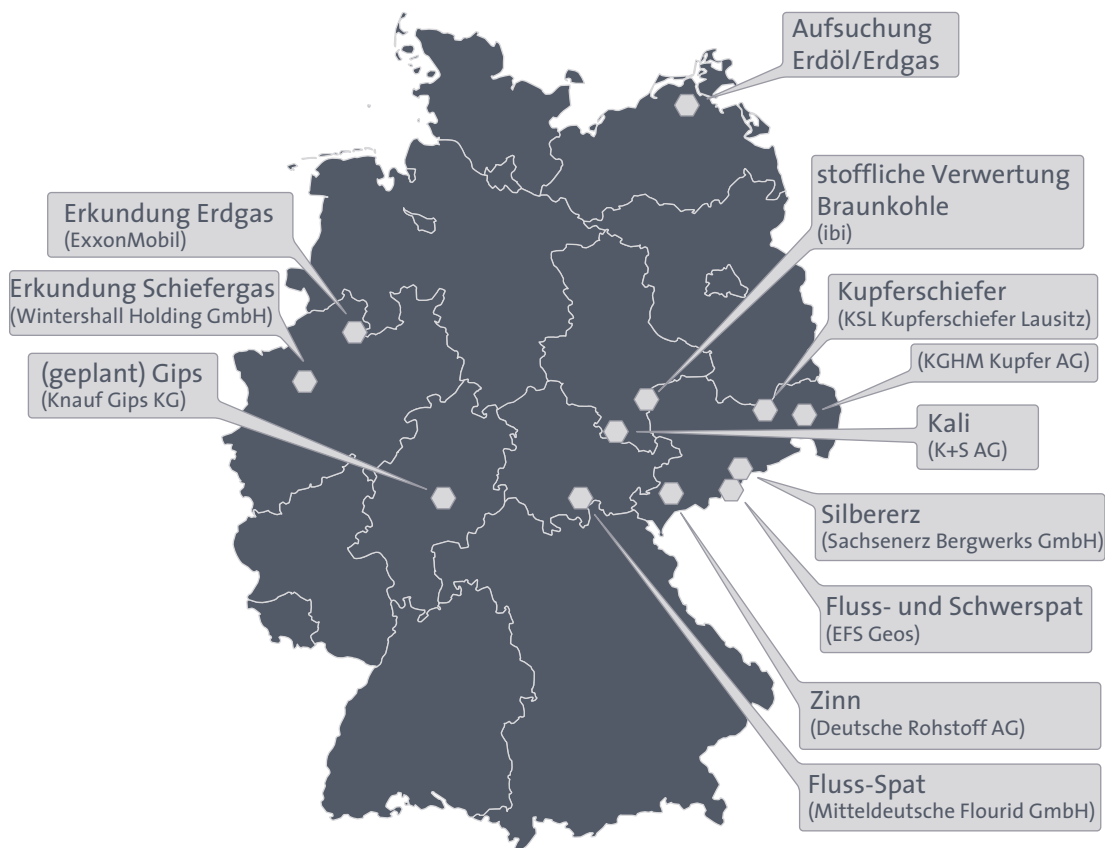 Aufsuchung
Erdöl/Erdgas
stoffliche Verwertung
Braunkohle
(ibi)
Erkundung Erdgas
(ExxonMobil)
Erkundung Schiefergas
(Wintershall Holding GmbH)
Kupferschiefer
(KSL Kupferschiefer Lausitz)
(KGHM Kupfer AG)
(geplant) Gips
(Knauf Gips KG)
Kali
(K+S AG)
Silbererz
(Sachsenerz Bergwerks GmbH)
Fluss- und Schwerspat
(EFS Geos)
Zinn
(Deutsche Rohstoff AG)
Fluss-Spat
(Mitteldeutsche Flourid GmbH)